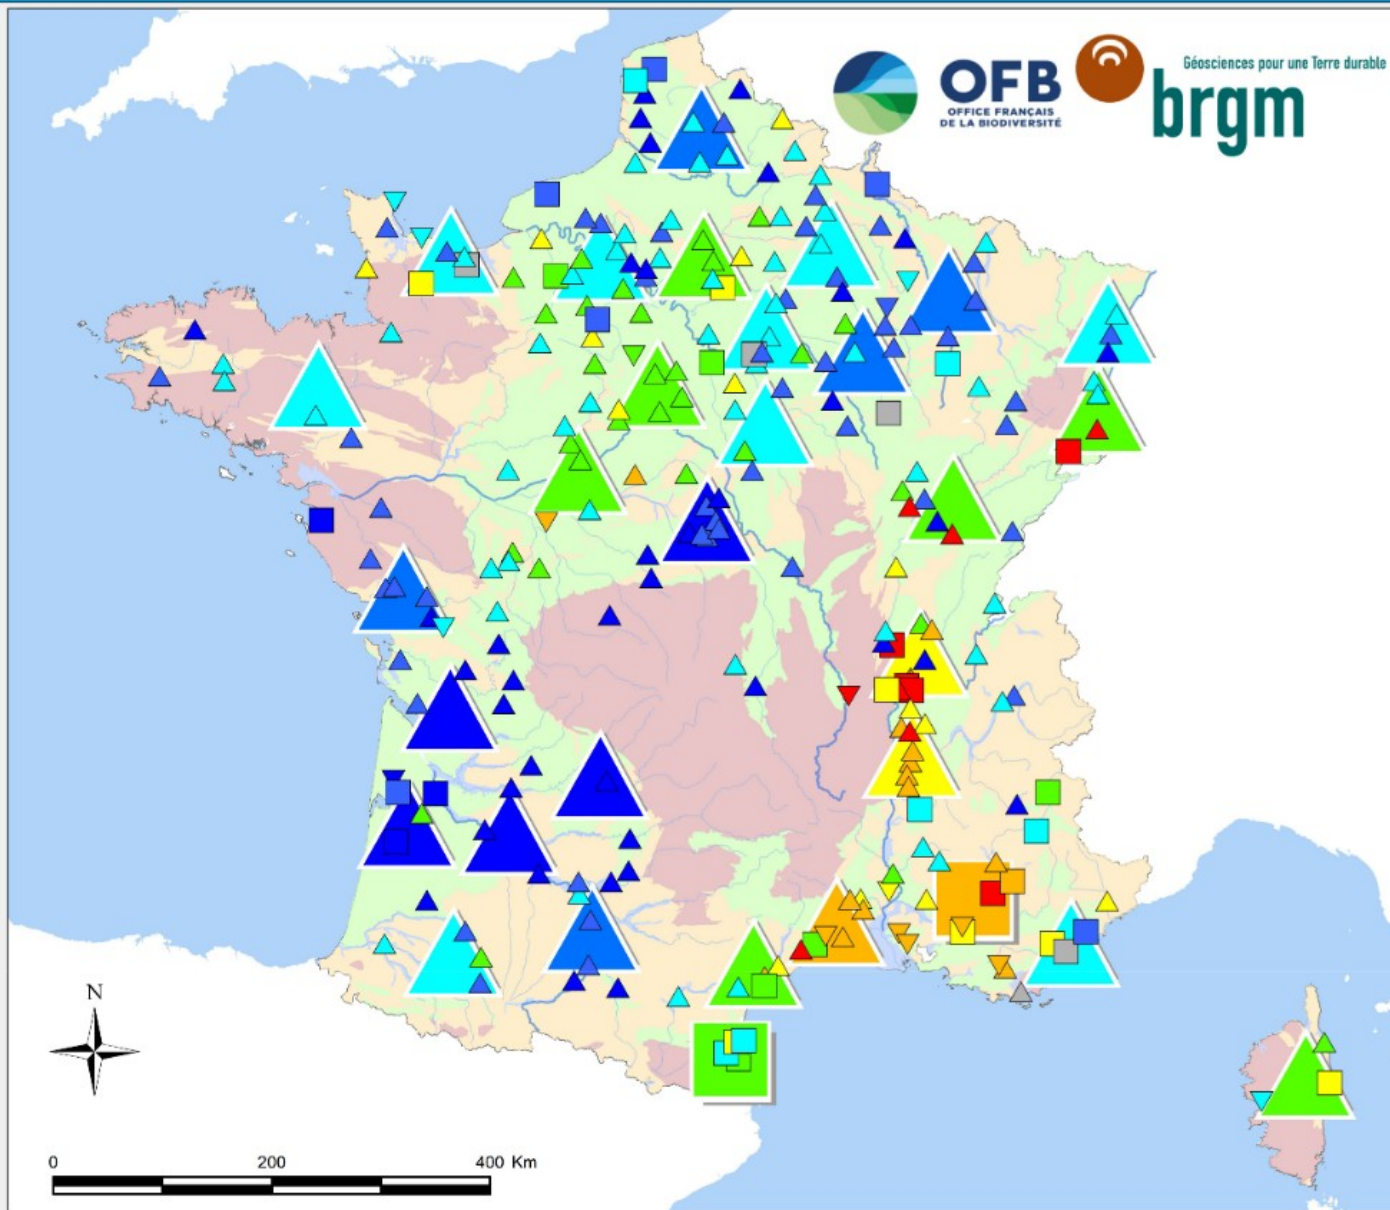 OFB
OFFICE FRANÇAIS
DE LA BIODIVERSITÉ
Géosciences pour une Terre durable
brgm
N
0 200 400 Km